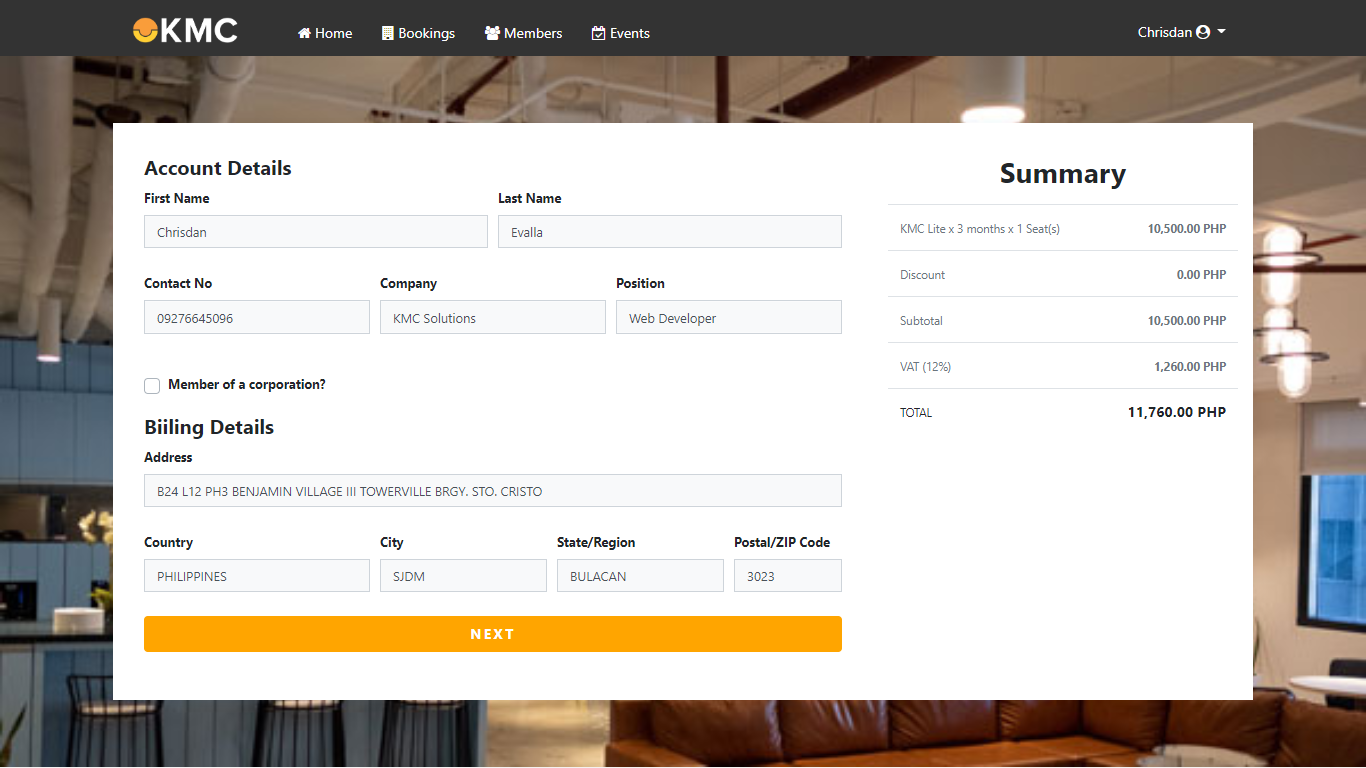 KMC Home Bookings Members Events Chrisdan
Account Details
First Name Last Name
Chrisdan Evalla
Contact No Company Position
09276645096 KMC Solutions Web Developer
Member of a corporation?
Biiling Details
Address
B24 L12 PH3 BENJAMIN VILLAGE III TOWERVILLE BRGY. STO. CRISTO
Country City State/Region Postal/ZIP Code
PHILIPPINES SJDM BULACAN 3023
NEXT
Summary
KMC Lite x 3 months x 1 Seat(s) 10,500.00 PHP
Discount 0.00 PHP
Subtotal 10,500.00 PHP
VAT (12%) 1,260.00 PHP
TOTAL 11,760.00 PHP